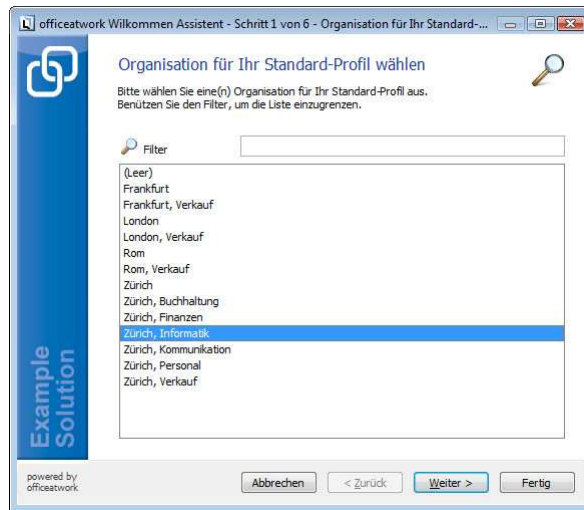 officeatwork Wilkommen Assistent - Schritt 1 von 6 - Organisation für Ihr Standard-...
Organisation für Ihr Standard-Profil wählen
Bitte wählen Sie eine(n) Organisation für Ihr Standard-Profil aus.
Benützen Sie den Filter, um die Liste einzugrenzen.
Filter
(Leer)
Frankfurt
Frankfurt, Verkauf
London
London, Verkauf
Rom
Rom, Verkauf
Zürich
Zürich, Buchhaltung
Zürich, Finanzen
Zürich, Informatik
Zürich, Kommunikation
Zürich, Personal
Zürich, Verkauf
Example
Solution
powered by
officeatwork
Abbrechen
< Zurück
Weiter >
Fertig